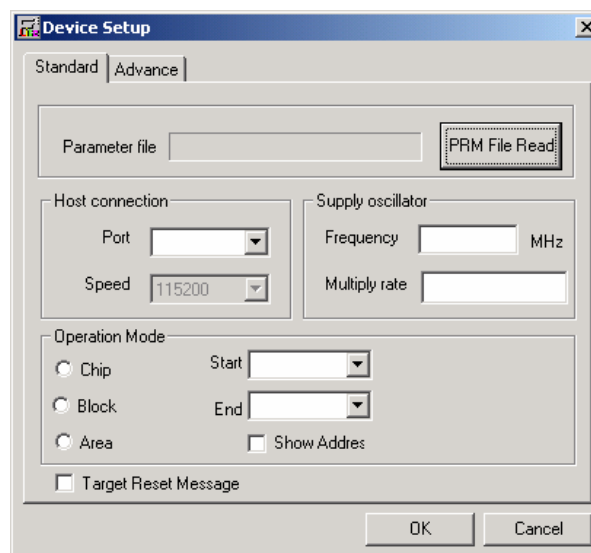 Device Setup
Standard
Advance
Parameter file
PRM File Read
Host connection
Port
Speed
115200
Supply oscillator
Frequency
MHz
Multiply rate
Operation Mode
Chip
Block
Area
Start
End
Show Addres
Target Reset Message
OK
Cancel